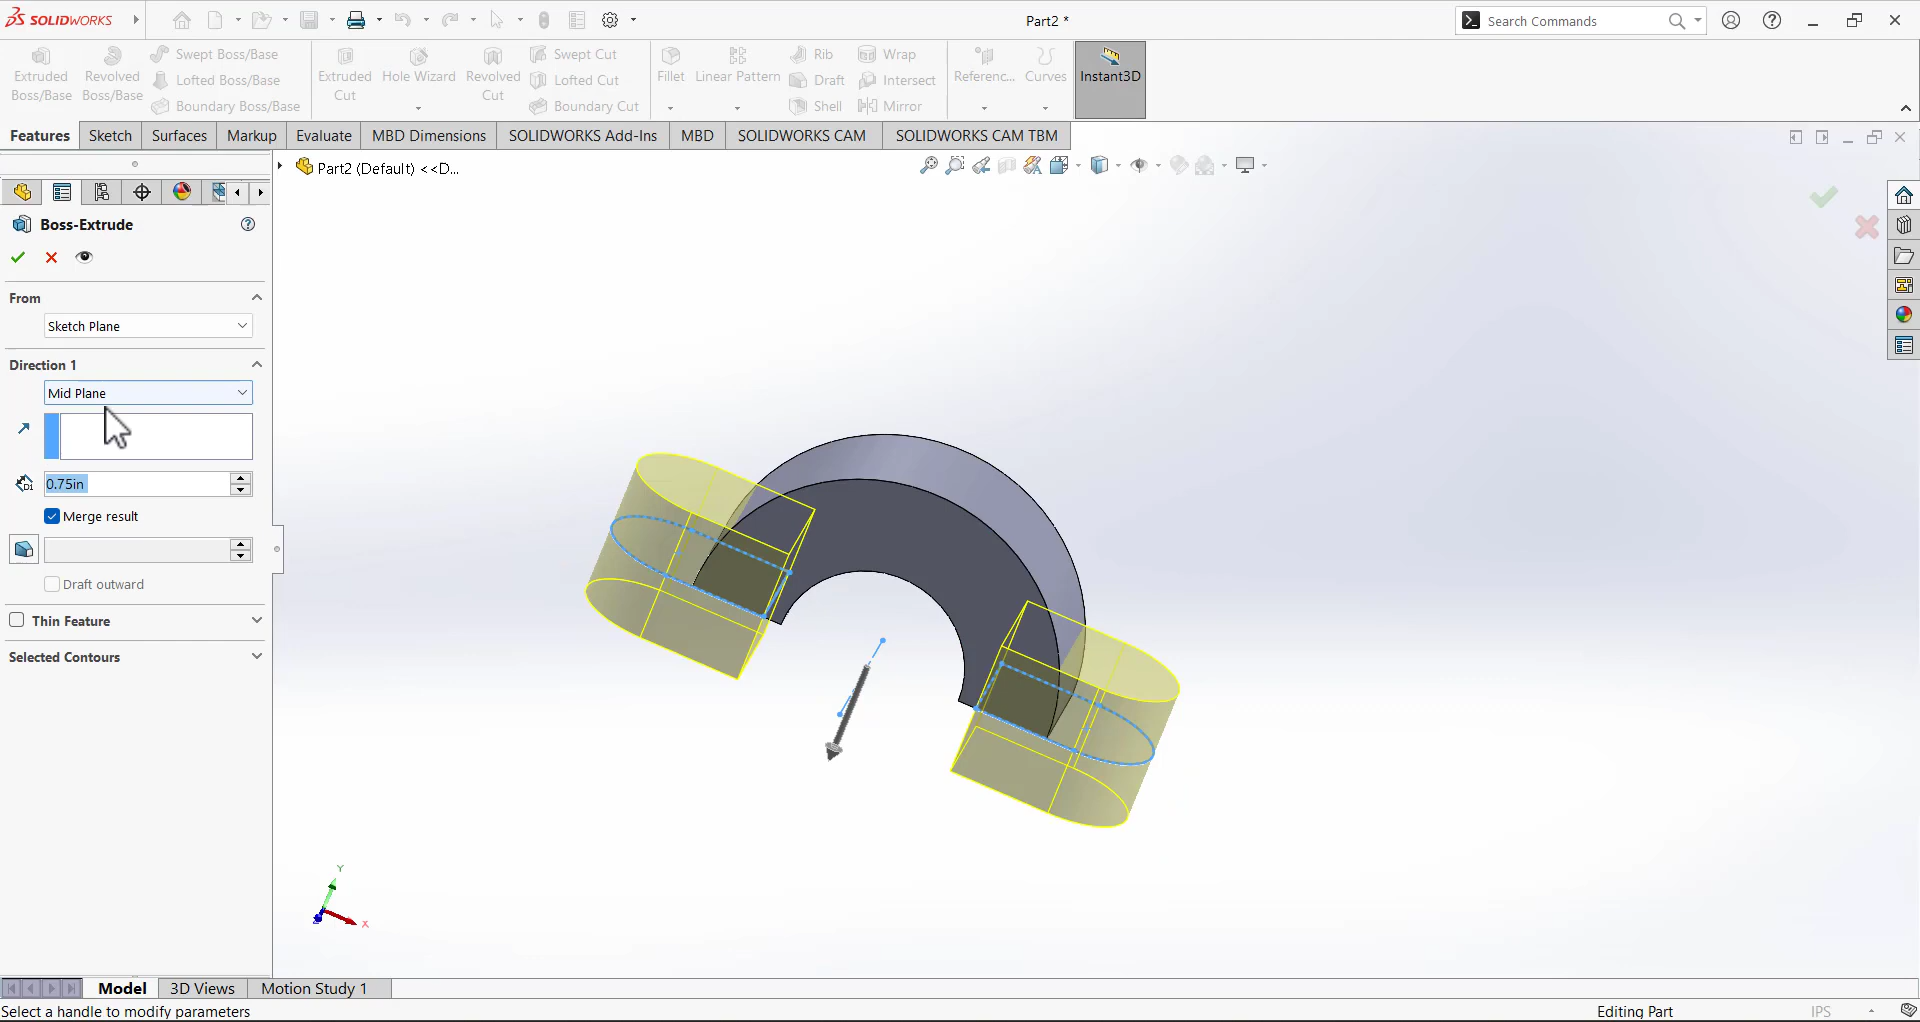 SOLIDWORKS
Part2 *
Search Commands
Extruded Boss/Base
Revolved Boss/Base
Swept Boss/Base
Lofted Boss/Base
Boundary Boss/Base
Extruded Cut
Hole Wizard
Revolved Cut
Swept Cut
Lofted Cut
Boundary Cut
Fillet
Linear Pattern
Rib
Draft
Shell
Wrap
Intersect
Mirror
Referenc...
Curves
Instant3D
Features
Sketch
Surfaces
Markup
Evaluate
MBD Dimensions
SOLIDWORKS Add-Ins
MBD
SOLIDWORKS CAM
SOLIDWORKS CAM TBM
Part2 (Default) <<D...
Boss-Extrude
From
Sketch Plane
Direction 1
Mid Plane
D1
0.75in
Merge result
Draft outward
Thin Feature
Selected Contours
Y
X
Model
3D Views
Motion Study 1
Select a handle to modify parameters
Editing Part
IPS